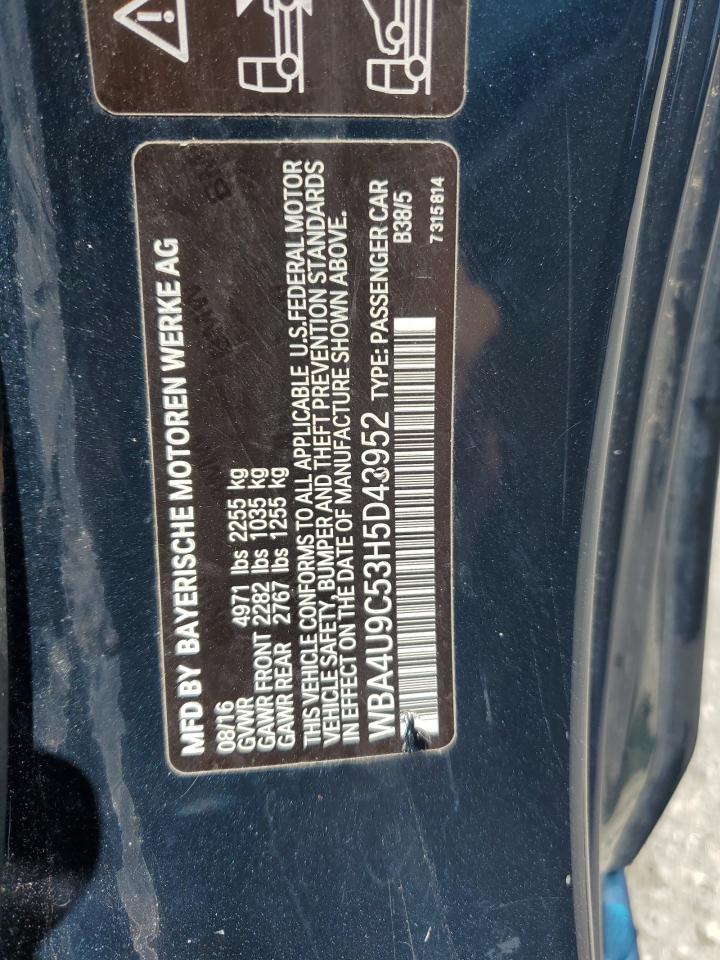 MFD BY BAYERISCHE MOTOREN WERKE AG
08/16
GVWR 4971 lbs 2255 kg
GAWR FRONT 2282 lbs 1035 kg
GAWR REAR 2767 lbs 1255 kg
THIS VEHICLE CONFORMS TO ALL APPLICABLE U.S. FEDERAL MOTOR
VEHICLE SAFETY, BUMPER AND THEFT PREVENTION STANDARDS
IN EFFECT ON THE DATE OF MANUFACTURE SHOWN ABOVE.
WBA4U9C53H5D43952 TYPE: PASSENGER CAR
B38/5
7315814